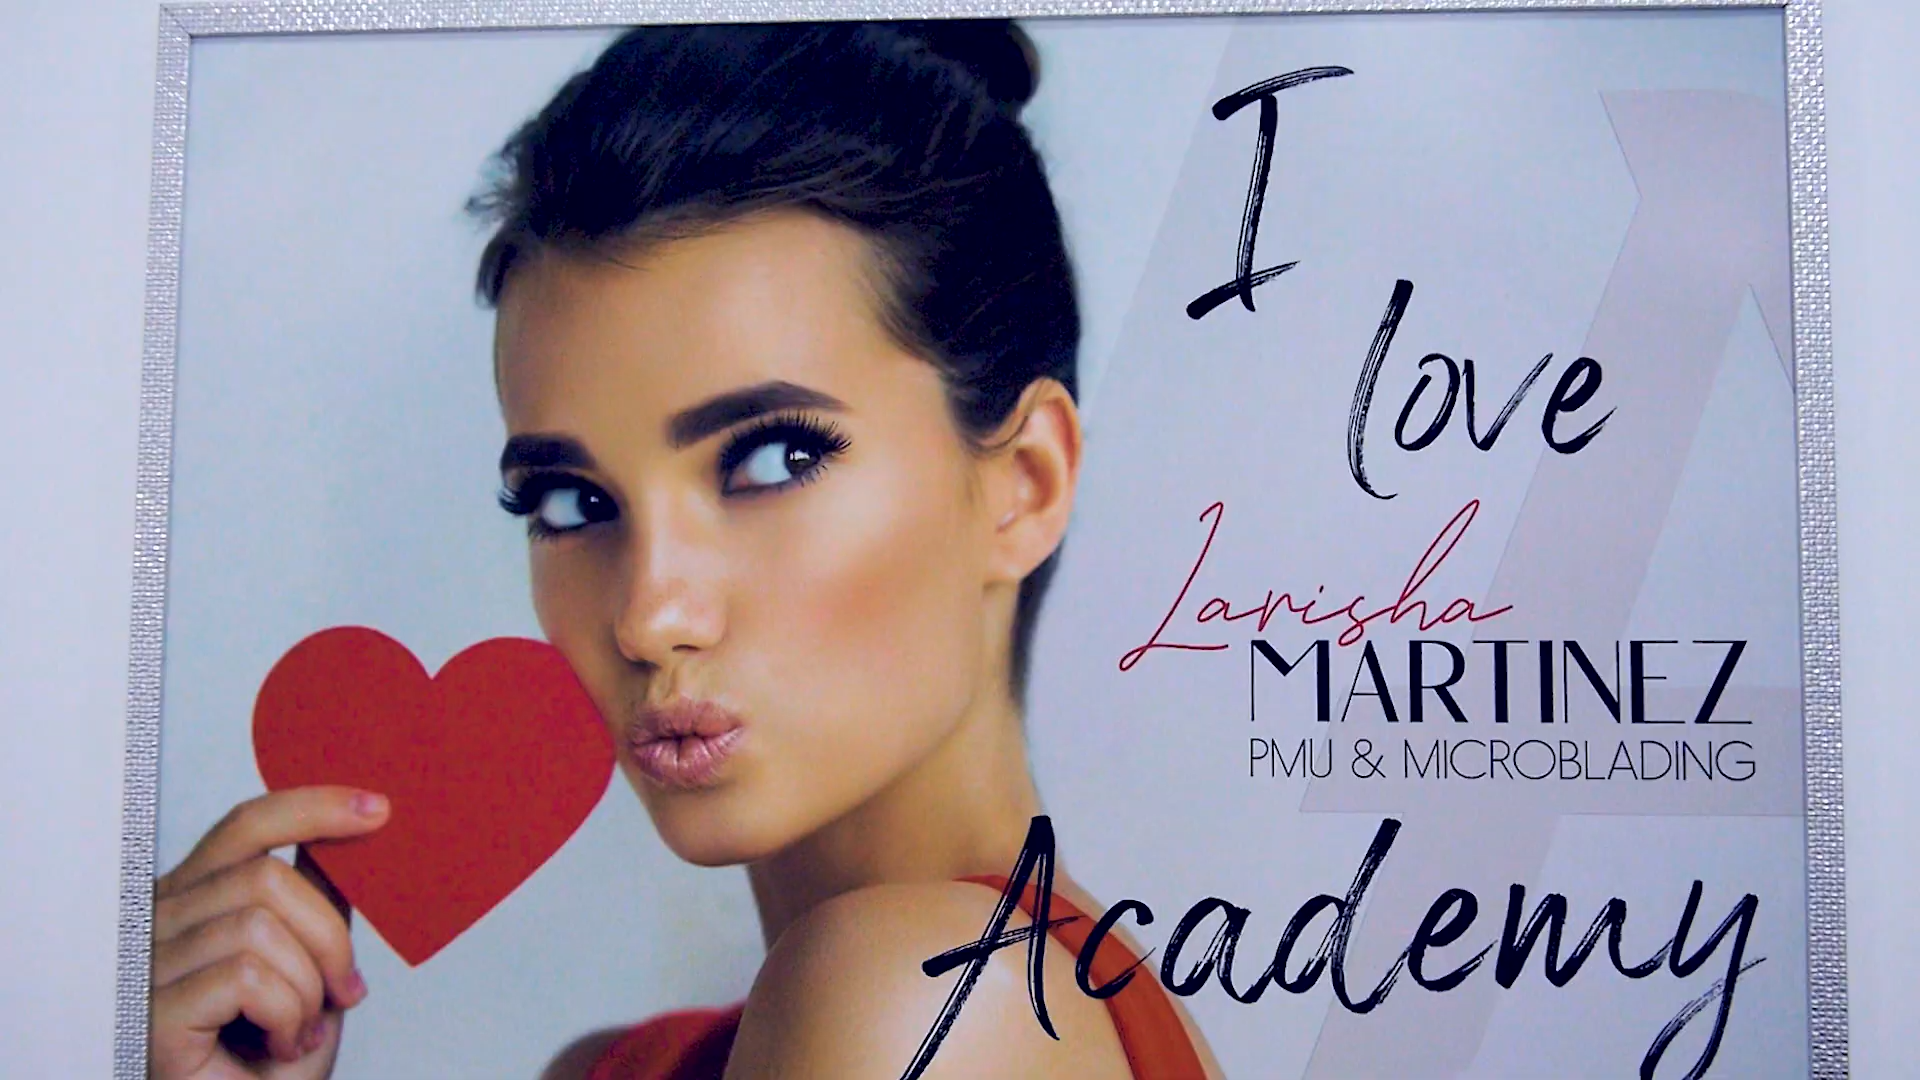 I
love
Larisha
MARTINEZ
PMU & MICROBLADING
Academy